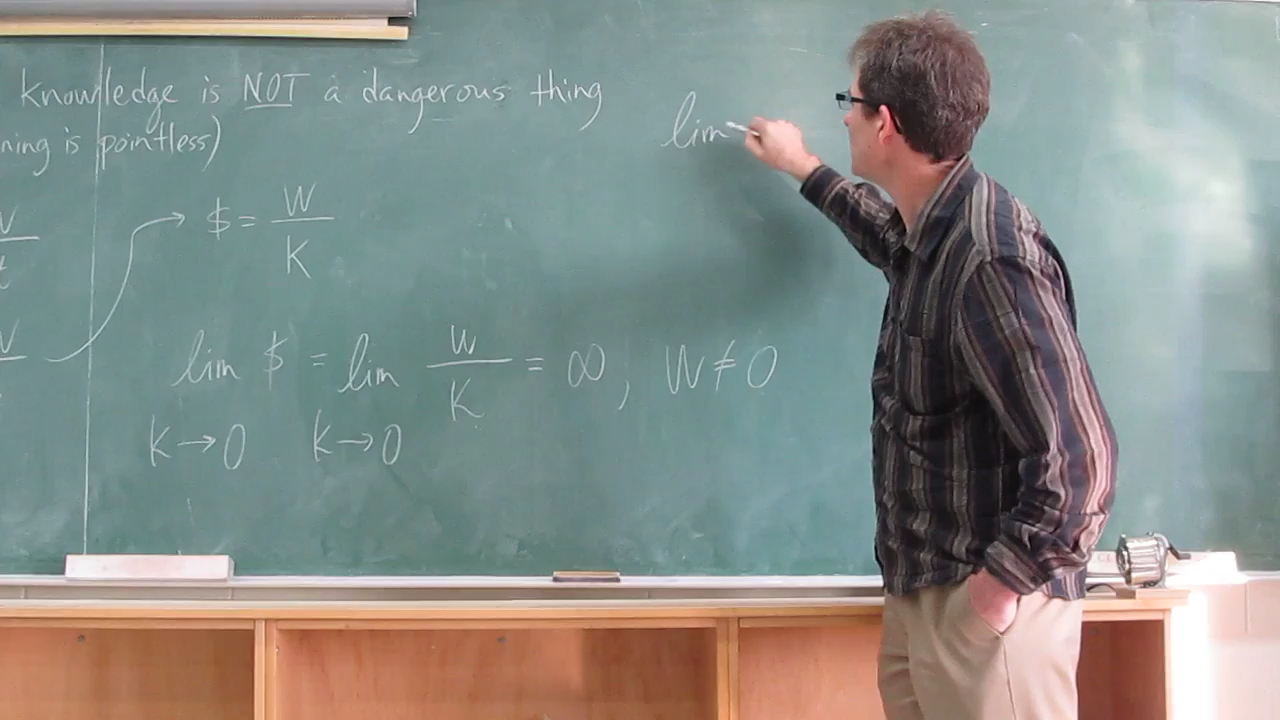 knowledge is NOT a dangerous thing
ning is pointless)
$ = W/K
lim $ = lim W/K = ∞, W ≠ 0
K→0 K→0
lim